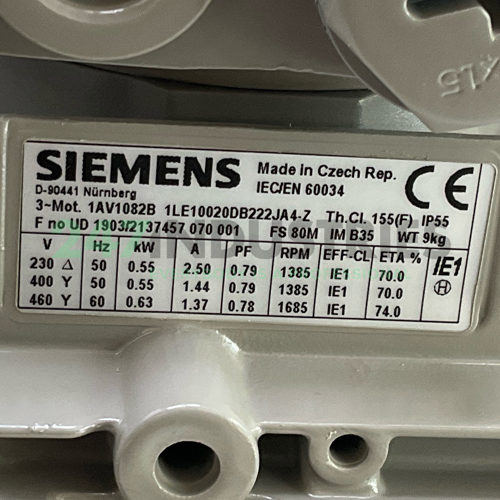 ×1,5
SIEMENS
Made in Czech Rep.
IEC/EN 60034
CE
D-90441 Nürnberg
3~Mot. 1AV1082B 1LE10020DB222JA4-Z Th.Cl. 155(F) IP55
F no UD 1903/2137457 070 001 FS 80M IM B35 WT 9kg
V Hz kW A PF RPM EFF-CL ETA % IE1
230 Δ 50 0.55 2.50 0.79 1385 IE1 70.0 H
400 Y 50 0.55 1.44 0.79 1385 IE1 70.0
460 Y 60 0.63 1.37 0.78 1685 IE1 74.0